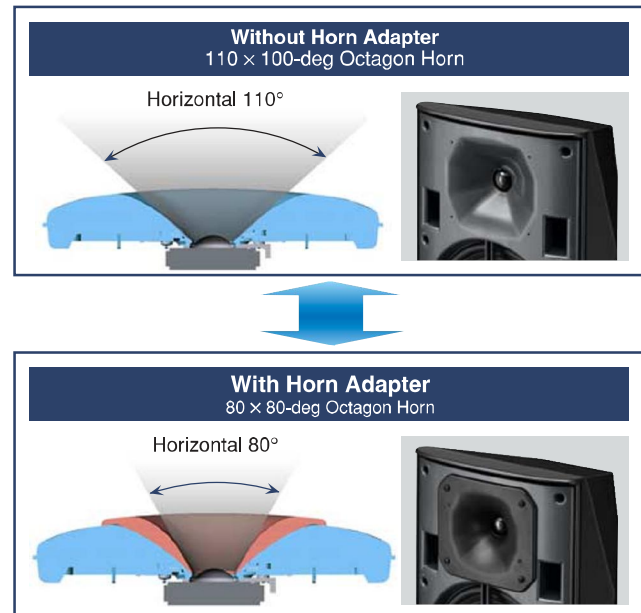 Without Horn Adapter
110 × 100-deg Octagon Horn
Horizontal 110°
With Horn Adapter
80 × 80-deg Octagon Horn
Horizontal 80°